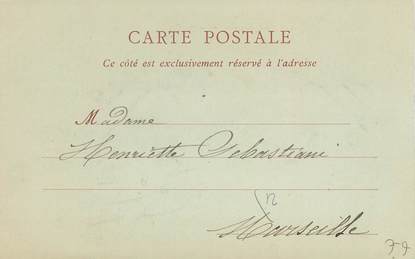 CARTE POSTALE
Ce côté est exclusivement réservé à l'adresse
Madame
Henriette Sebastiani
n
Marseille